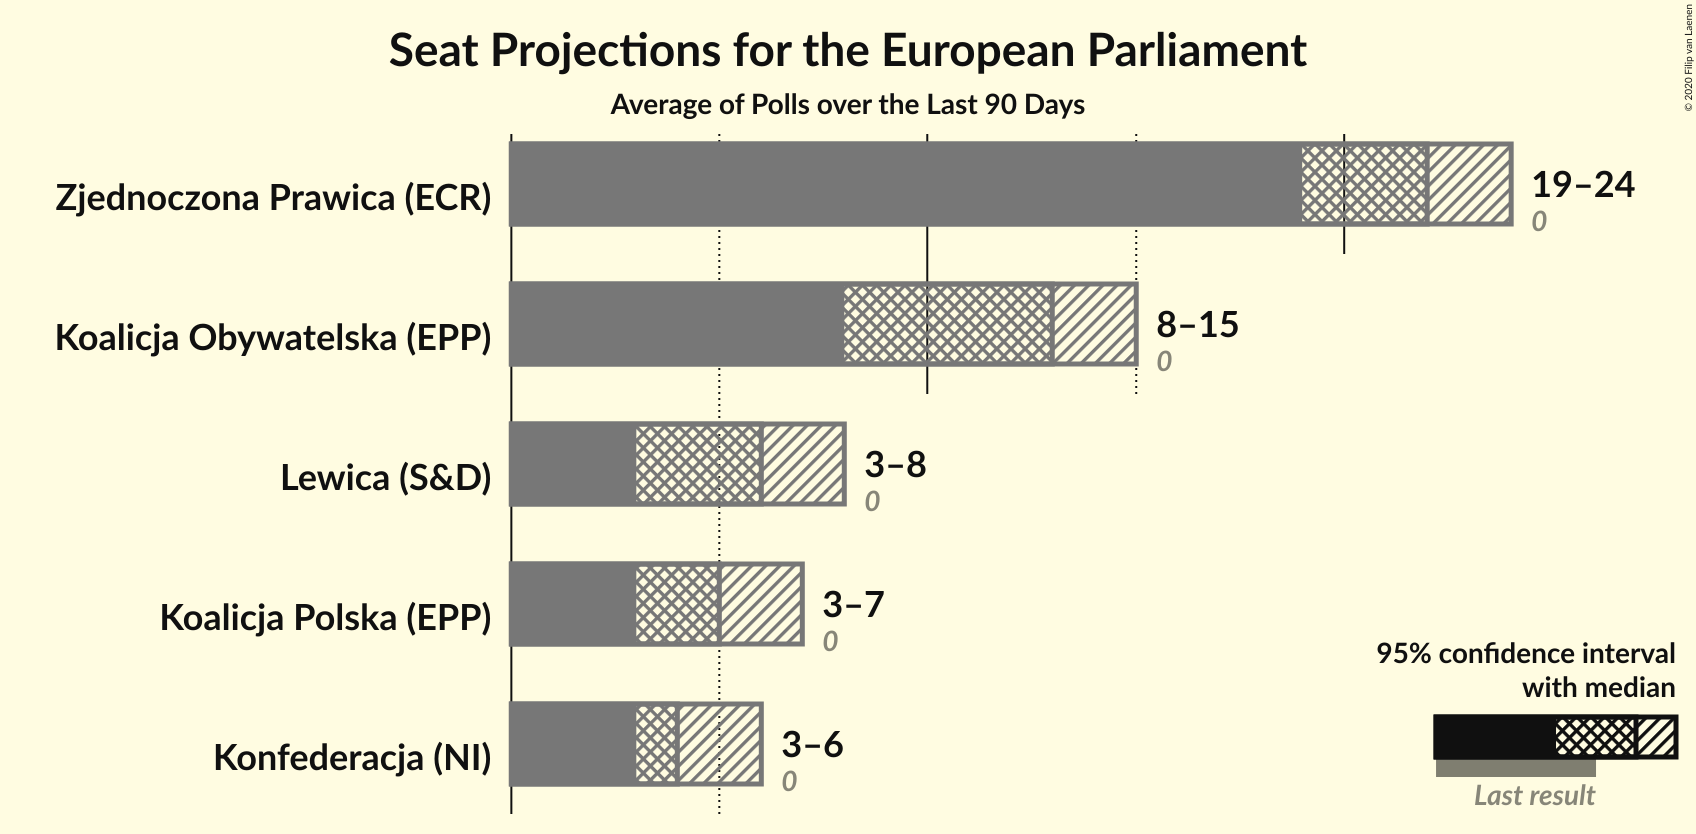 Seat Projections for the European Parliament
Average of Polls over the Last 90 Days
© 2020 Filip van Laenen
Zjednoczona Prawica (ECR)
19–24
0
Koalicja Obywatelska (EPP)
8–15
0
Lewica (S&D)
3–8
0
Koalicja Polska (EPP)
3–7
0
Konfederacja (NI)
3–6
0
95% confidence interval
with median
Last result